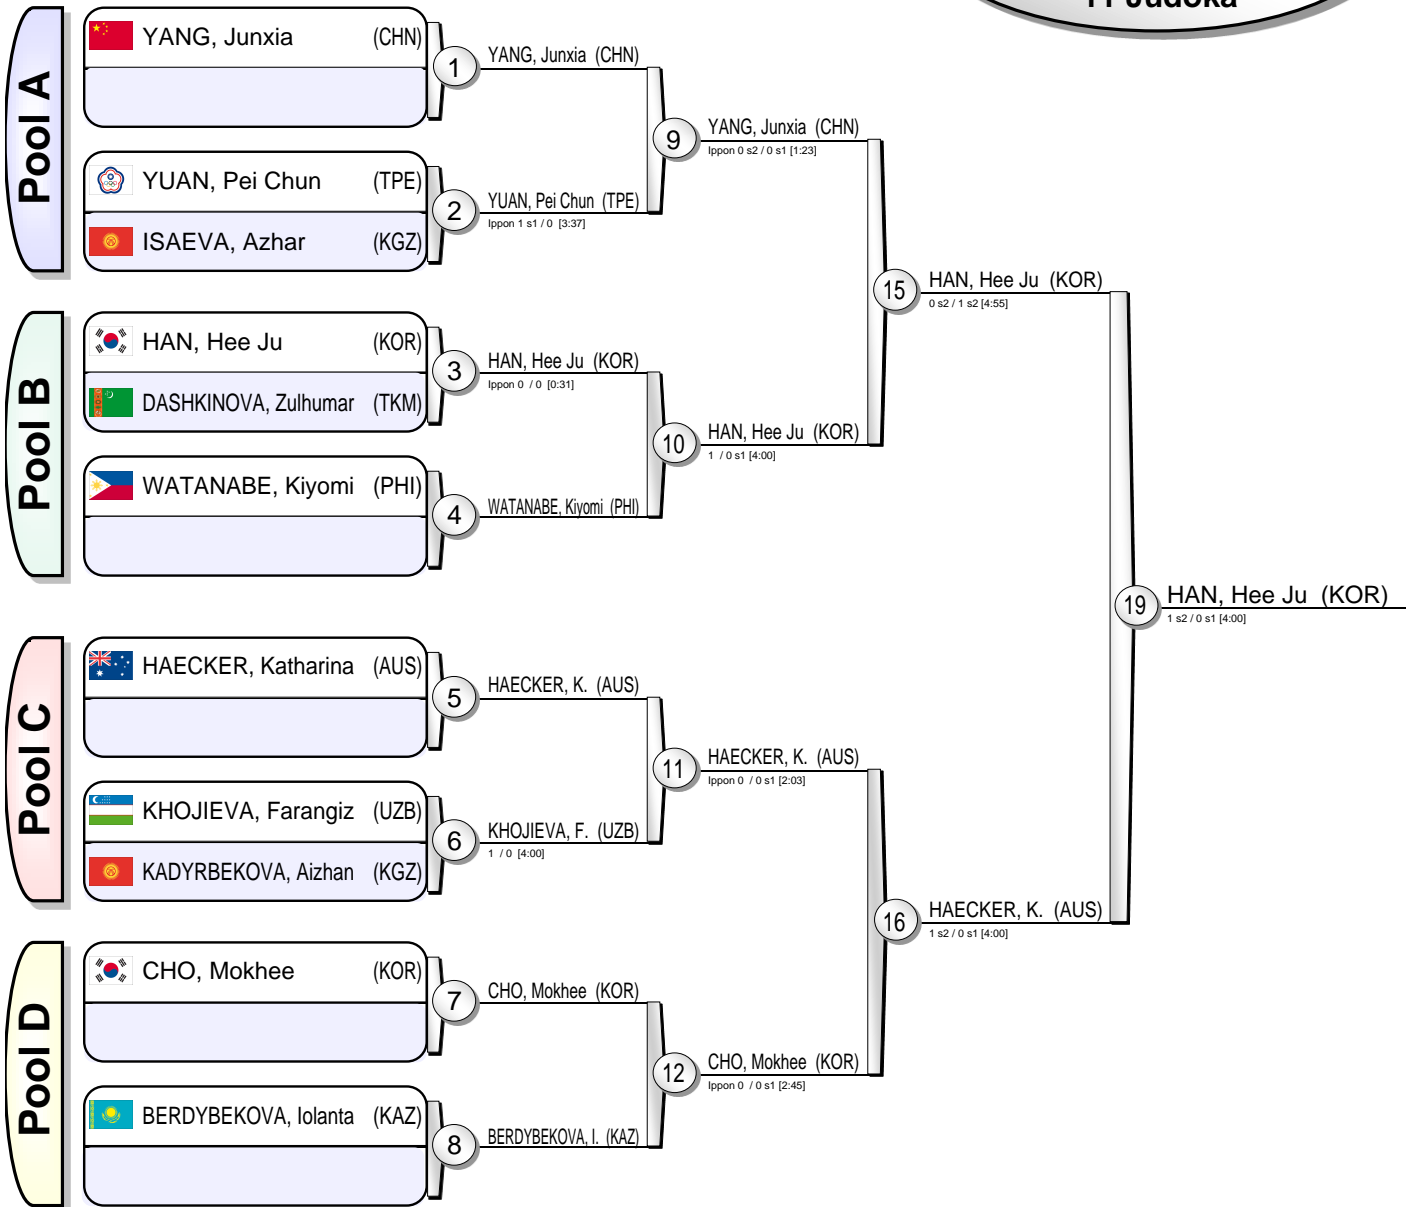 11 Judoka
Pool A
YANG, Junxia (CHN)
1
YANG, Junxia (CHN)
YUAN, Pei Chun (TPE)
ISAEVA, Azhar (KGZ)
2
YUAN, Pei Chun (TPE)
Ippon 1 s1 / 0 [3:37]
9
YANG, Junxia (CHN)
Ippon 0 s2 / 0 s1 [1:23]
Pool B
HAN, Hee Ju (KOR)
DASHKINOVA, Zulhumar (TKM)
3
HAN, Hee Ju (KOR)
Ippon 0 / 0 [0:31]
WATANABE, Kiyomi (PHI)
4
WATANABE, Kiyomi (PHI)
10
HAN, Hee Ju (KOR)
1 / 0 s1 [4:00]
15
HAN, Hee Ju (KOR)
0 s2 / 1 s2 [4:55]
Pool C
HAECKER, Katharina (AUS)
5
HAECKER, K. (AUS)
KHOJIEVA, Farangiz (UZB)
KADYRBEKOVA, Aizhan (KGZ)
6
KHOJIEVA, F. (UZB)
1 / 0 [4:00]
11
HAECKER, K. (AUS)
Ippon 0 / 0 s1 [2:03]
Pool D
CHO, Mokhee (KOR)
7
CHO, Mokhee (KOR)
BERDYBEKOVA, Iolanta (KAZ)
8
BERDYBEKOVA, I. (KAZ)
12
CHO, Mokhee (KOR)
Ippon 0 / 0 s1 [2:45]
16
HAECKER, K. (AUS)
1 s2 / 0 s1 [4:00]
19
HAN, Hee Ju (KOR)
1 s2 / 0 s1 [4:00]